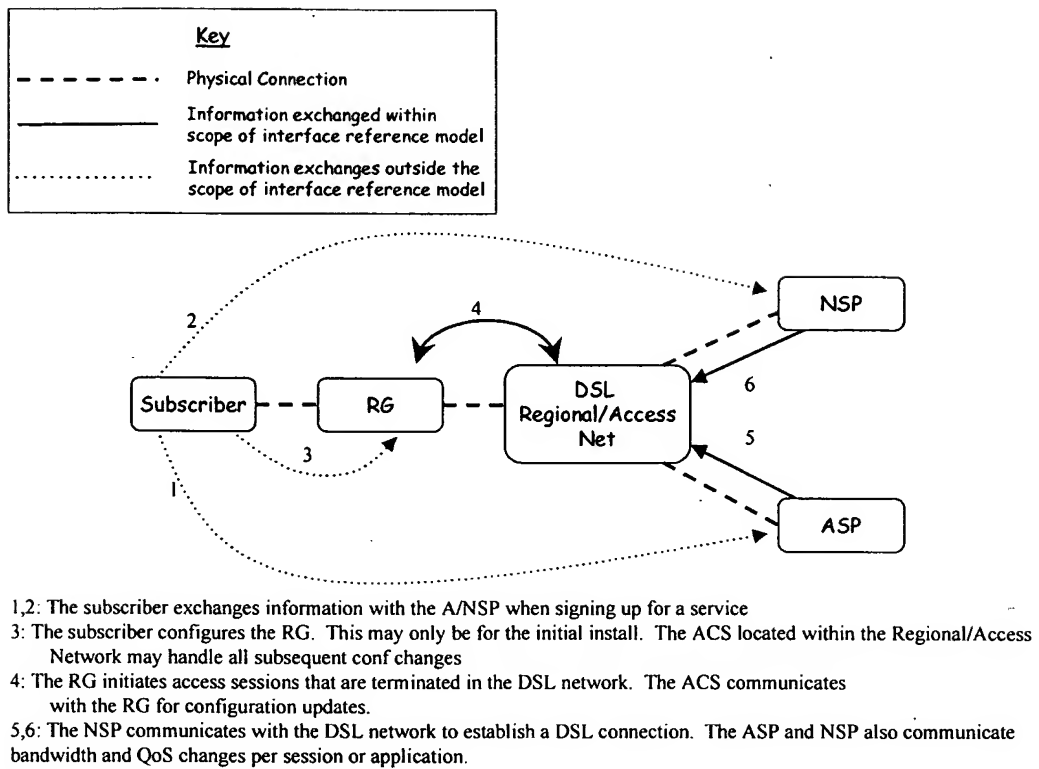 Key
Physical Connection
Information exchanged within
scope of interface reference model
Information exchanges outside the
scope of interface reference model
2
4
NSP
6
Subscriber
RG
DSL
Regional/Access
Net
3
5
1
ASP
1,2: The subscriber exchanges information with the A/NSP when signing up for a service
3: The subscriber configures the RG. This may only be for the initial install. The ACS located within the Regional/Access
Network may handle all subsequent conf changes
4: The RG initiates access sessions that are terminated in the DSL network. The ACS communicates
with the RG for configuration updates.
5,6: The NSP communicates with the DSL network to establish a DSL connection. The ASP and NSP also communicate
bandwidth and QoS changes per session or application.